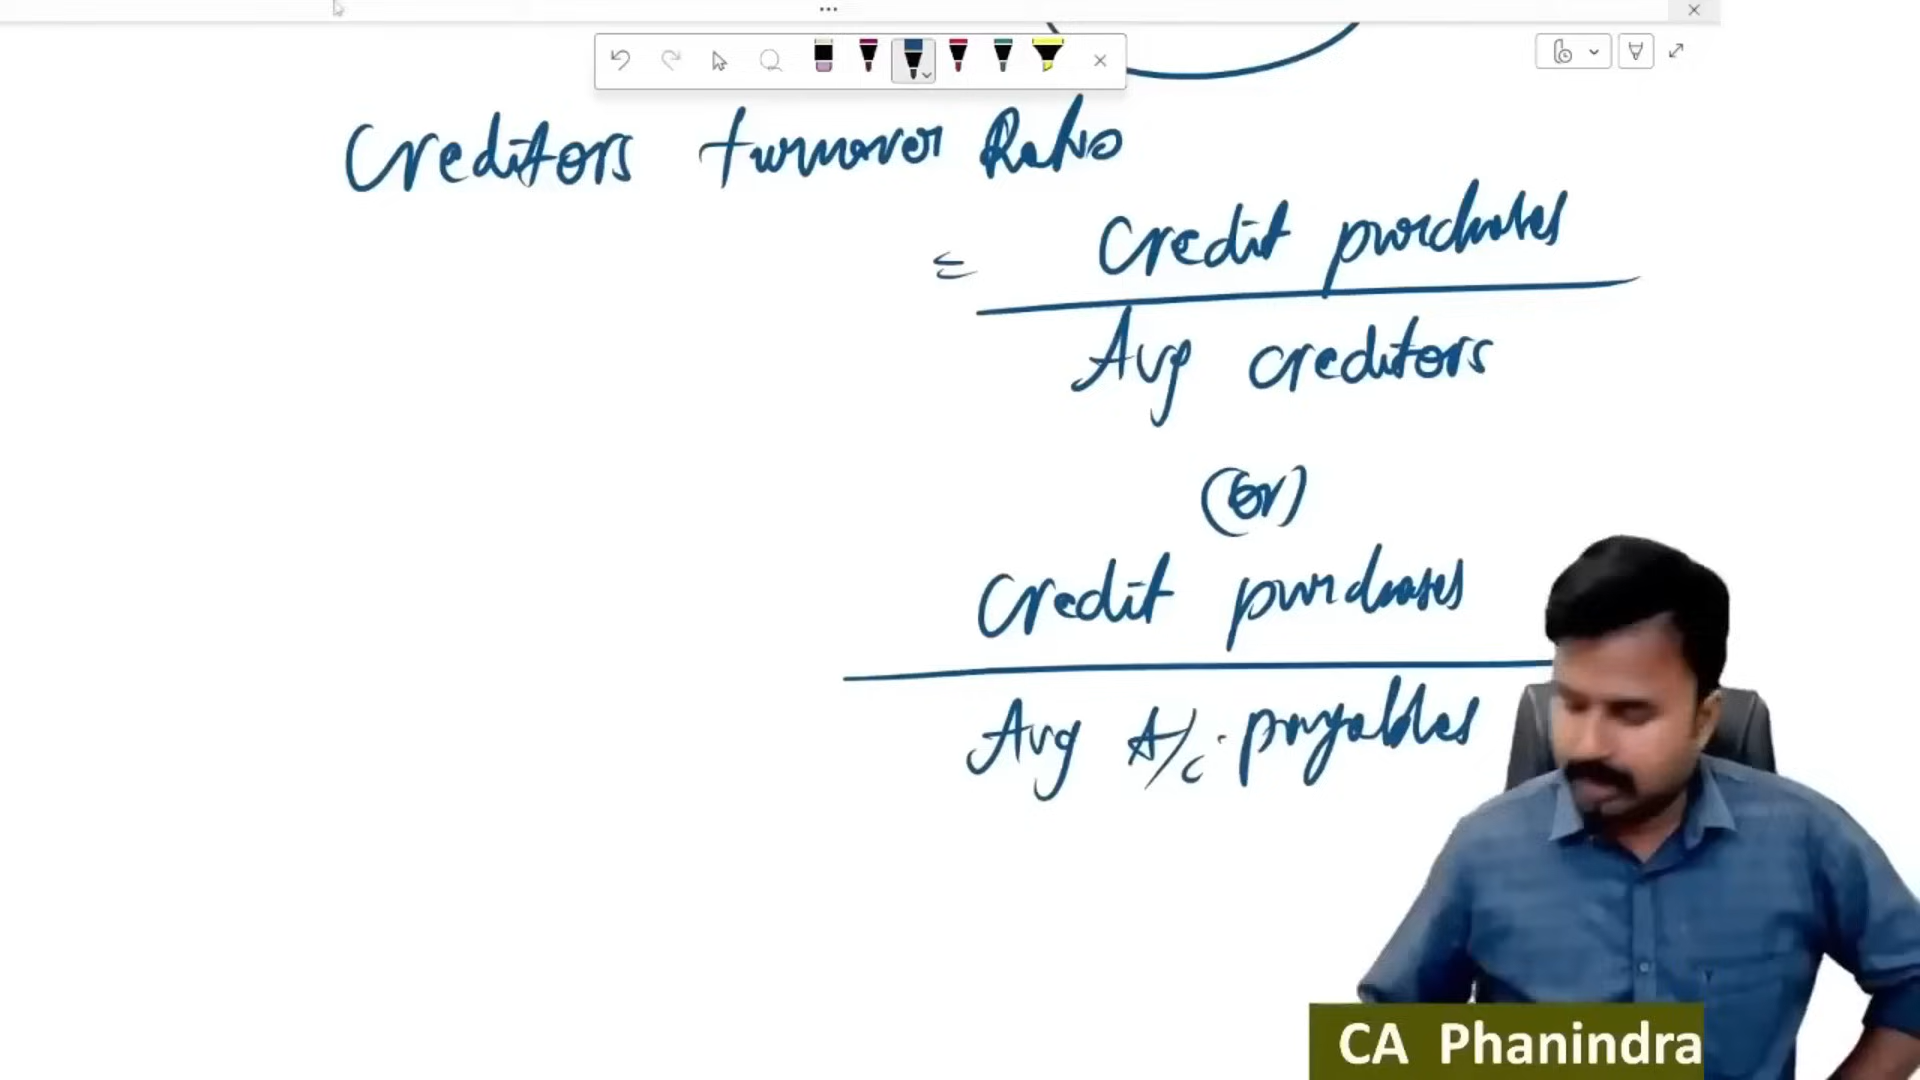 Creditors turnover Ratio
= Credit purchases
Avg creditors
(or)
Credit purchases
Avg A/c payables
CA Phanindra